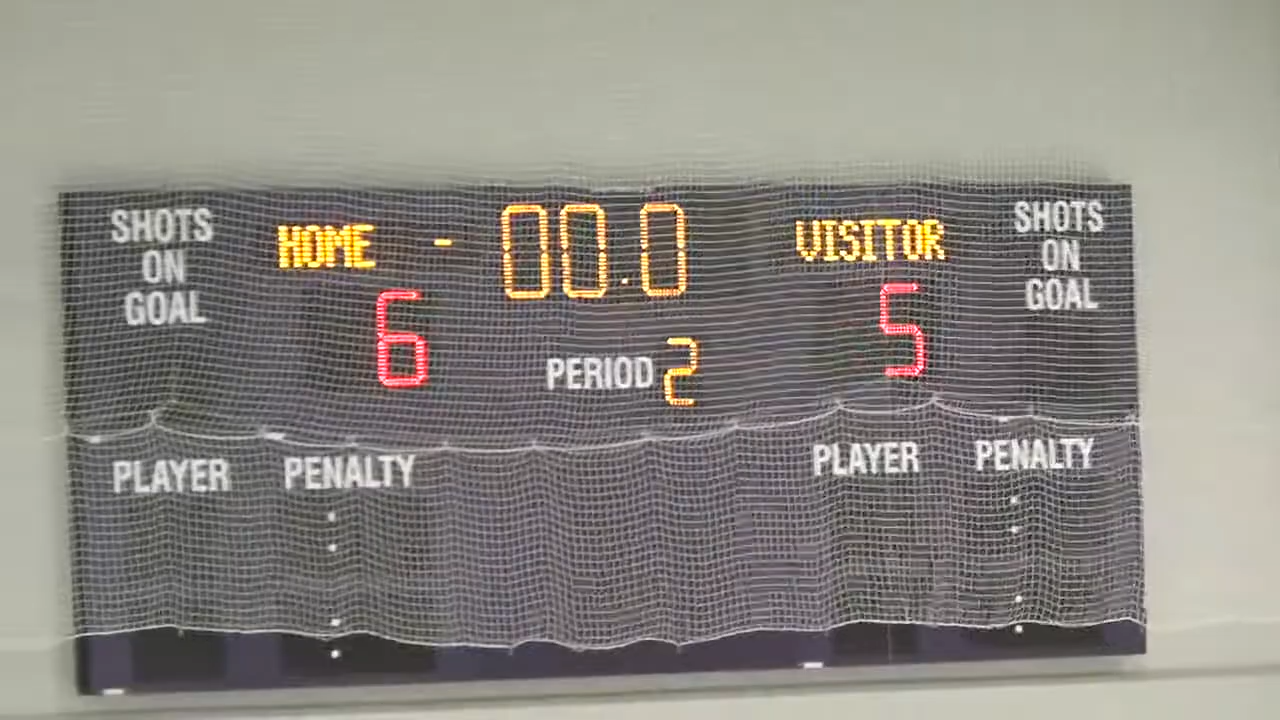 SHOTS
ON
GOAL
HOME - 00.0 VISITOR
SHOTS
ON
GOAL
6 5
PERIOD 2
PLAYER PENALTY PLAYER PENALTY